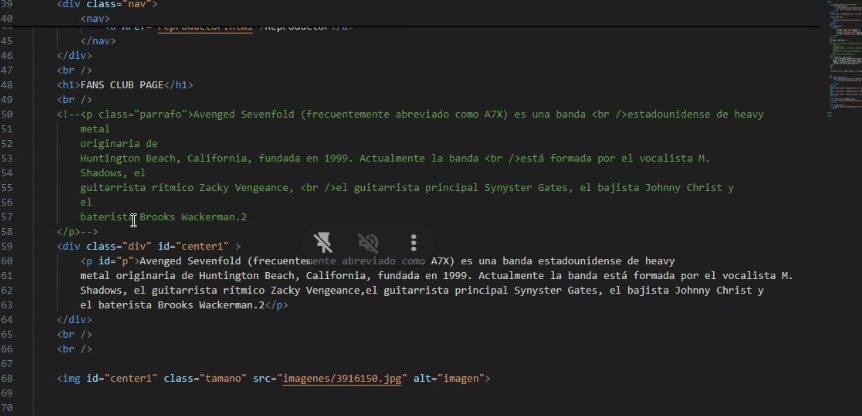 39 <div class="nav">
40 <nav>
44 <a href="reproductor.html">Reproductor</a>
45 </nav>
46 </div>
47 <br />
48 <h1>FANS CLUB PAGE</h1>
49 <br />
50 <!--<p class="parrafo">Avenged Sevenfold (frecuentemente abreviado como A7X) es una banda <br />estadounidense de heavy
51 metal
52 originaria de
53 Huntington Beach, California, fundada en 1999. Actualmente la banda <br />está formada por el vocalista M.
54 Shadows, el
55 guitarrista rítmico Zacky Vengeance, <br />el guitarrista principal Synyster Gates, el bajista Johnny Christ y
56 el
57 baterista Brooks Wackerman.2
58 </p>-->
59 <div class="div" id="center1" >
60 <p id="p">Avenged Sevenfold (frecuentemente abreviado como A7X) es una banda estadounidense de heavy
61 metal originaria de Huntington Beach, California, fundada en 1999. Actualmente la banda está formada por el vocalista M.
62 Shadows, el guitarrista rítmico Zacky Vengeance,el guitarrista principal Synyster Gates, el bajista Johnny Christ y
63 el baterista Brooks Wackerman.2</p>
64 </div>
65 <br />
66 <br />
67
68 <img id="center1" class="tamano" src="imagenes/3916150.jpg" alt="imagen">
69
70